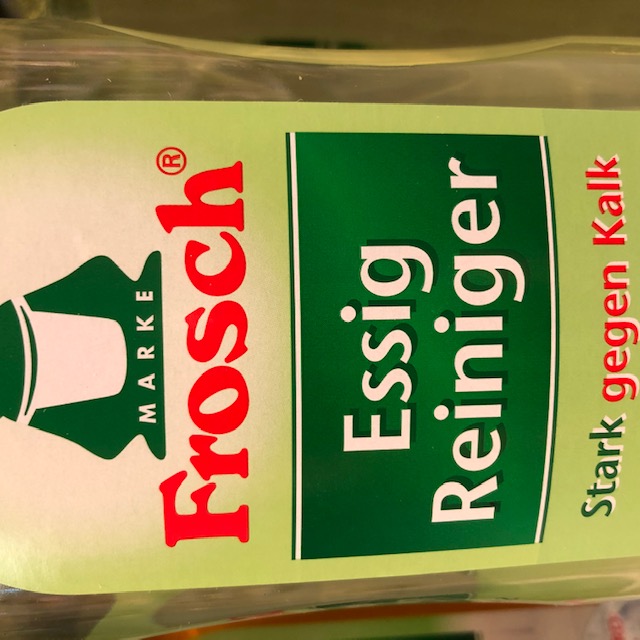 MARKE
Frosch®
Essig
Reiniger
Stark gegen Kalk